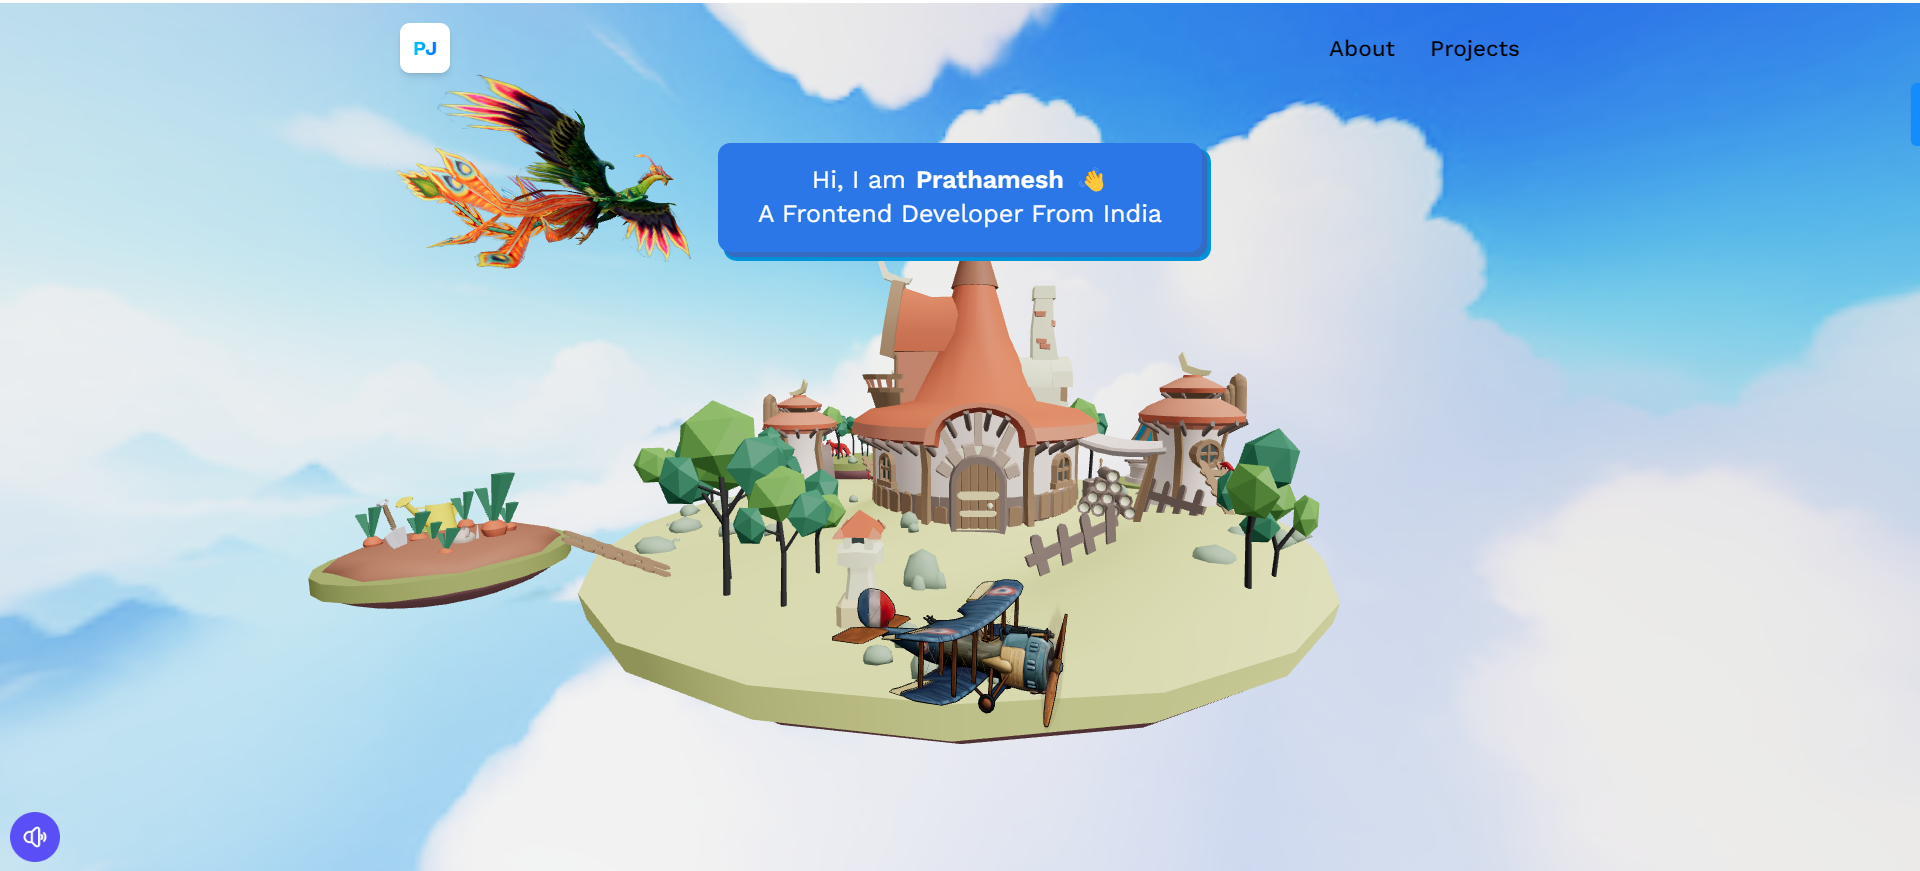 PJ
About
Projects
Hi, I am Prathamesh 👋
A Frontend Developer From India